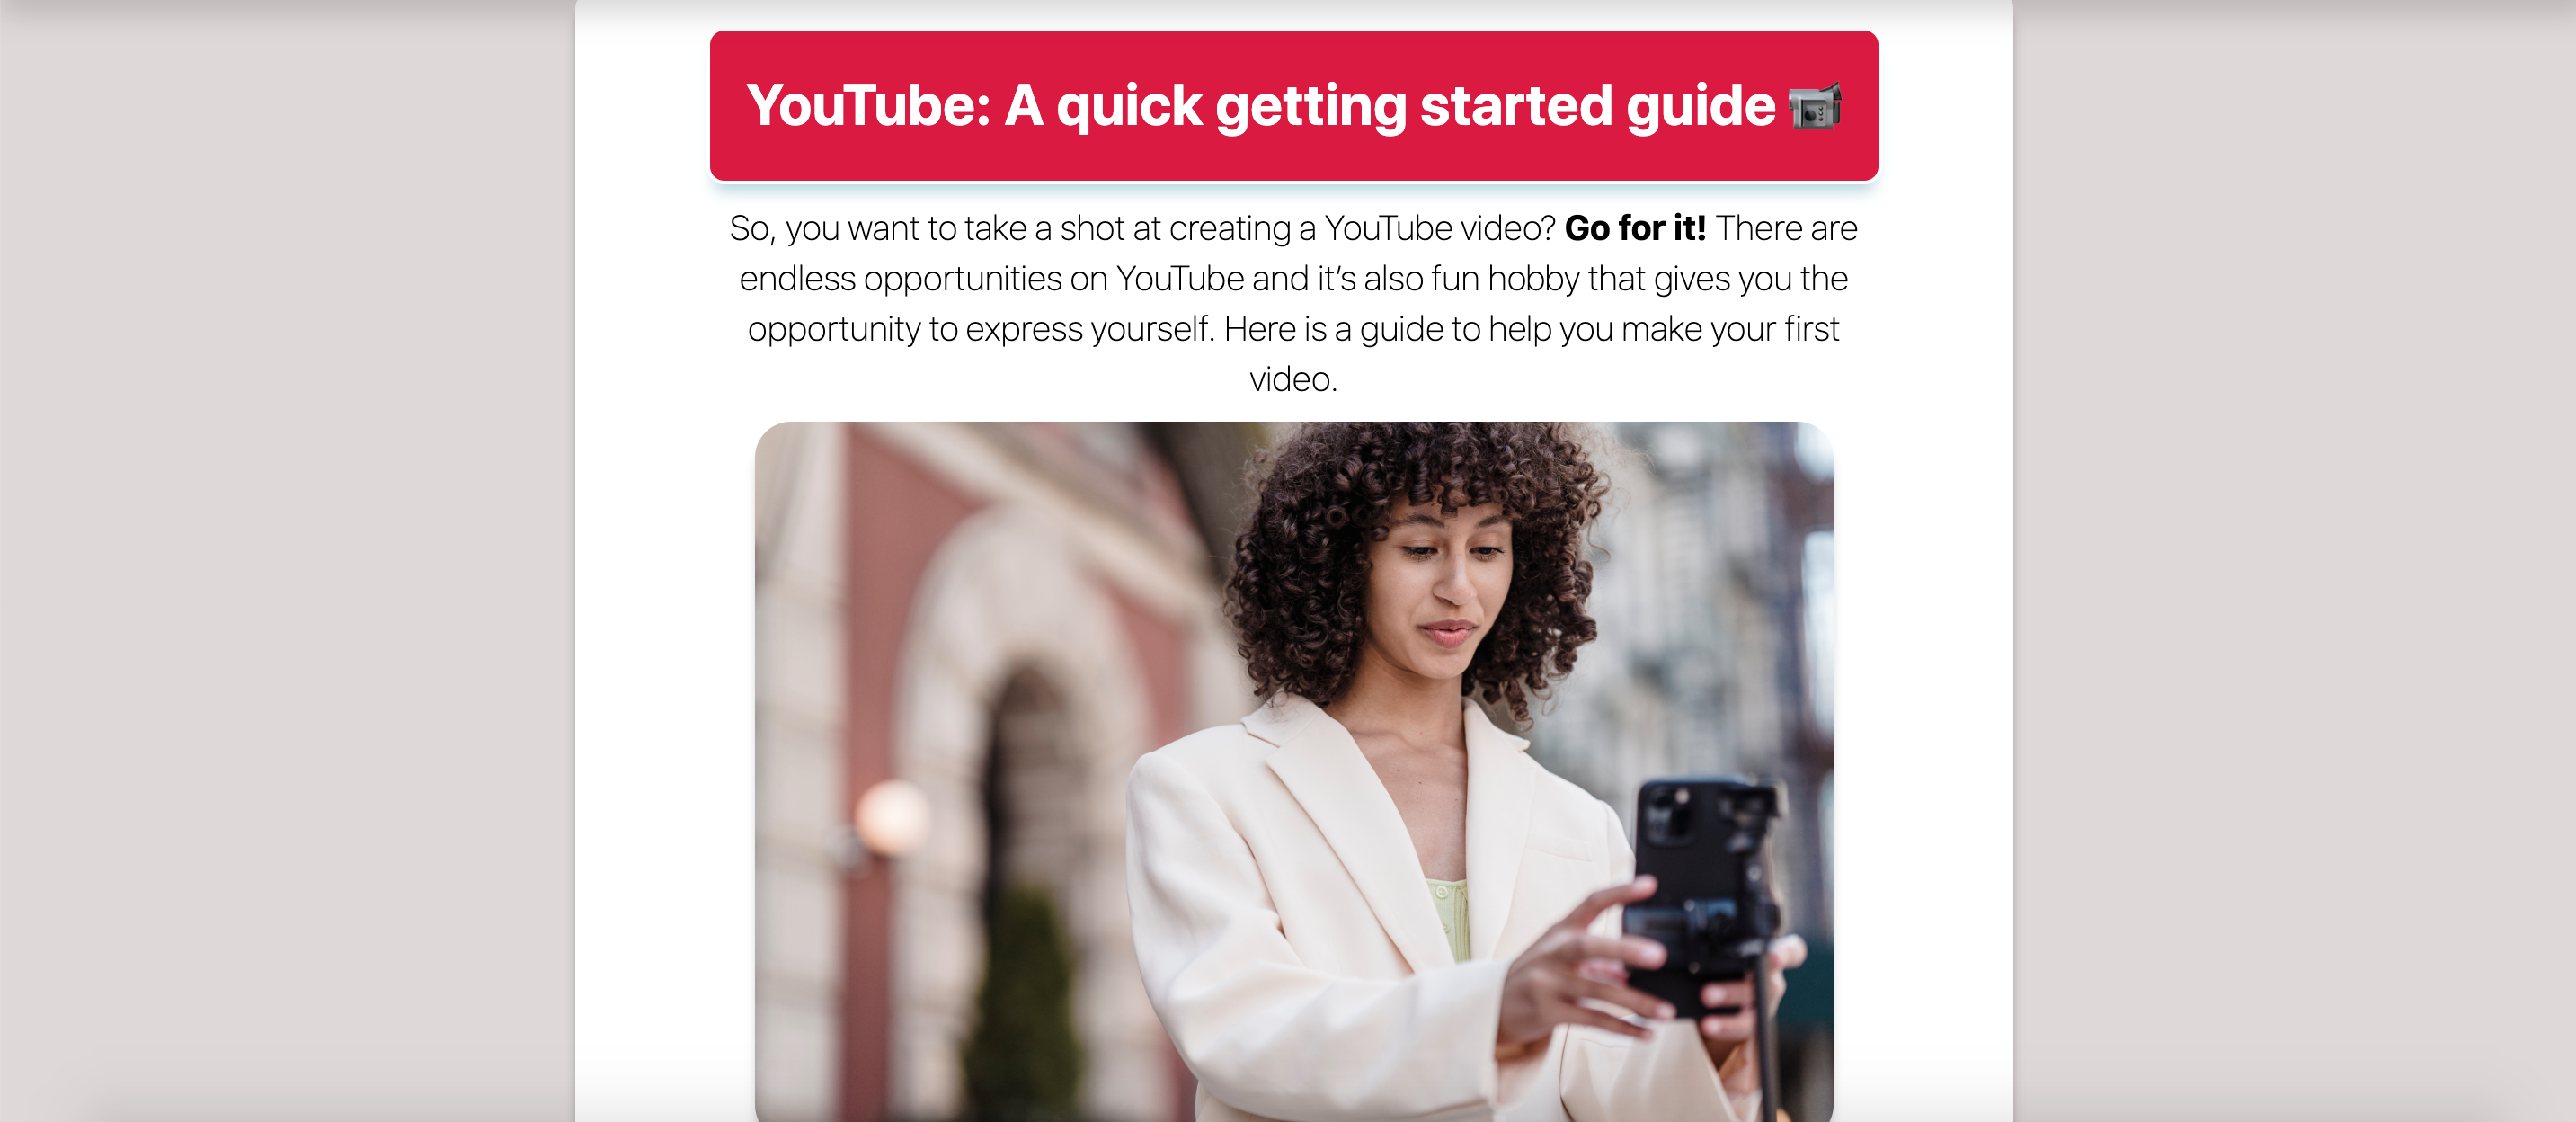 YouTube: A quick getting started guide 📹
So, you want to take a shot at creating a YouTube video? Go for it! There are
endless opportunities on YouTube and it’s also fun hobby that gives you the
opportunity to express yourself. Here is a guide to help you make your first
video.